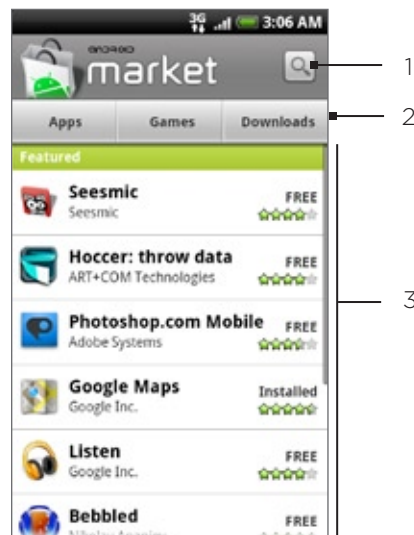 3G 3:06 AM
ANDROID
market
1
Apps Games Downloads
2
Featured
Seesmic
FREE
Seesmic
Hoccer: throw data
FREE
ART+COM Technologies
3
Photoshop.com Mobile
FREE
Adobe Systems
Google Maps
Installed
Google Inc.
Listen
FREE
Google Inc.
Bebbled
FREE